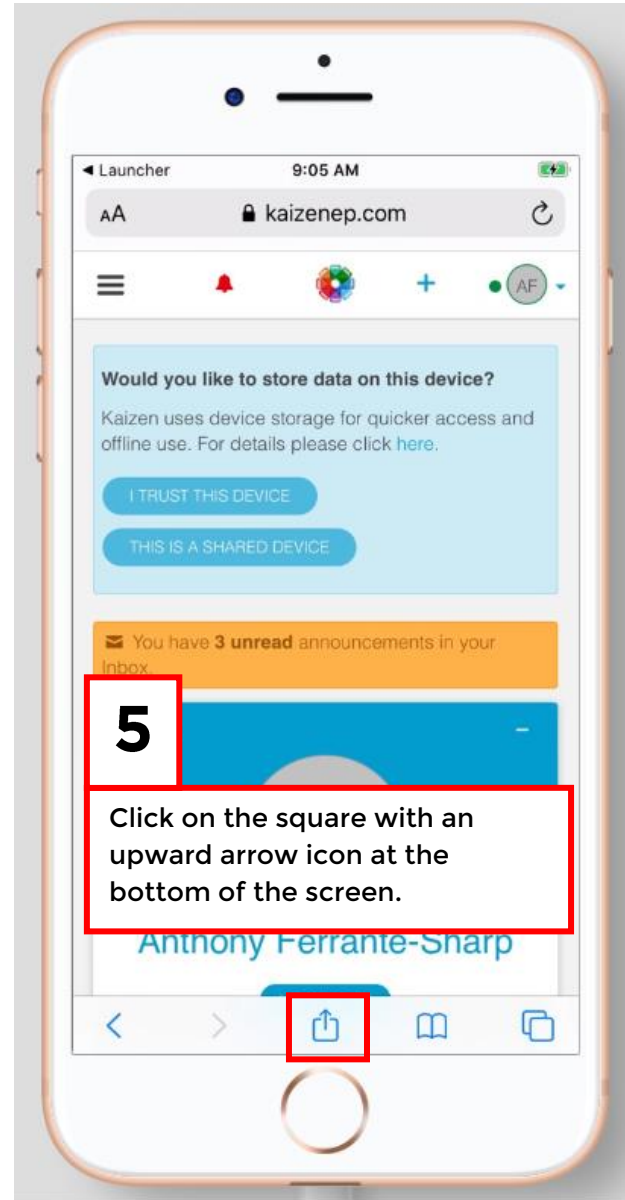 Launcher 9:05 AM
AA kaizenep.com
AF
Would you like to store data on this device?
Kaizen uses device storage for quicker access and
offline use. For details please click here.
I TRUST THIS DEVICE
THIS IS A SHARED DEVICE
You have 3 unread announcements in your
Inbox
5
Click on the square with an
upward arrow icon at the
bottom of the screen.
Anthony Ferrante-Sharp